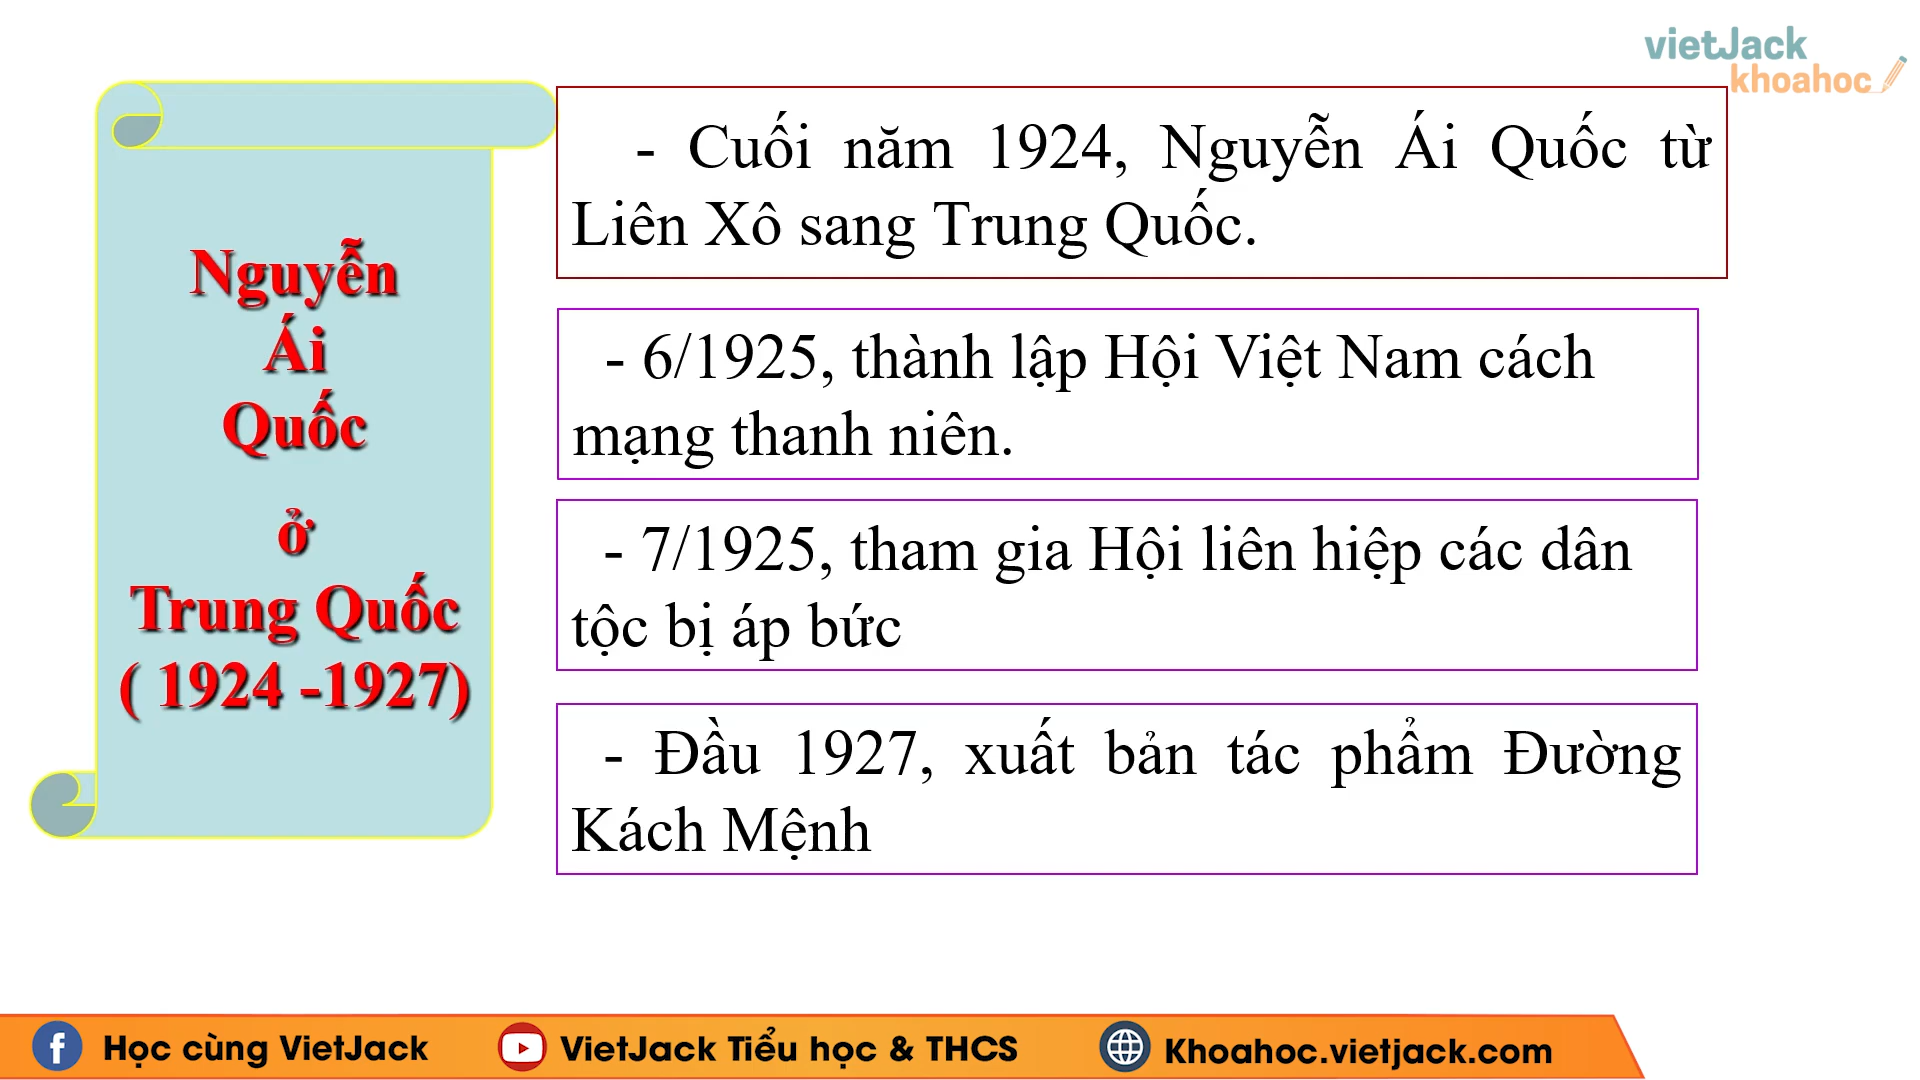 vietJack
khoahoc
Nguyễn
Ái
Quốc
ở
Trung Quốc
( 1924 -1927)
- Cuối năm 1924, Nguyễn Ái Quốc từ
Liên Xô sang Trung Quốc.
- 6/1925, thành lập Hội Việt Nam cách
mạng thanh niên.
- 7/1925, tham gia Hội liên hiệp các dân
tộc bị áp bức
- Đầu 1927, xuất bản tác phẩm Đường
Kách Mệnh
Học cùng VietJack
VietJack Tiểu học & THCS
Khoahoc.vietjack.com